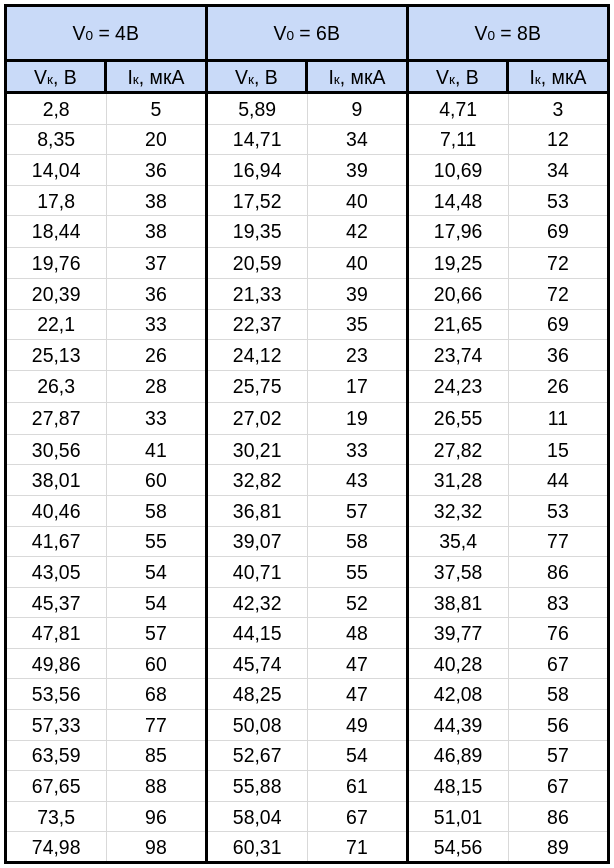 V₀ = 4В V₀ = 6В V₀ = 8В
Vк, В Iк, мкА Vк, В Iк, мкА Vк, В Iк, мкА
2,8 5 5,89 9 4,71 3
8,35 20 14,71 34 7,11 12
14,04 36 16,94 39 10,69 34
17,8 38 17,52 40 14,48 53
18,44 38 19,35 42 17,96 69
19,76 37 20,59 40 19,25 72
20,39 36 21,33 39 20,66 72
22,1 33 22,37 35 21,65 69
25,13 26 24,12 23 23,74 36
26,3 28 25,75 17 24,23 26
27,87 33 27,02 19 26,55 11
30,56 41 30,21 33 27,82 15
38,01 60 32,82 43 31,28 44
40,46 58 36,81 57 32,32 53
41,67 55 39,07 58 35,4 77
43,05 54 40,71 55 37,58 86
45,37 54 42,32 52 38,81 83
47,81 57 44,15 48 39,77 76
49,86 60 45,74 47 40,28 67
53,56 68 48,25 47 42,08 58
57,33 77 50,08 49 44,39 56
63,59 85 52,67 54 46,89 57
67,65 88 55,88 61 48,15 67
73,5 96 58,04 67 51,01 86
74,98 98 60,31 71 54,56 89